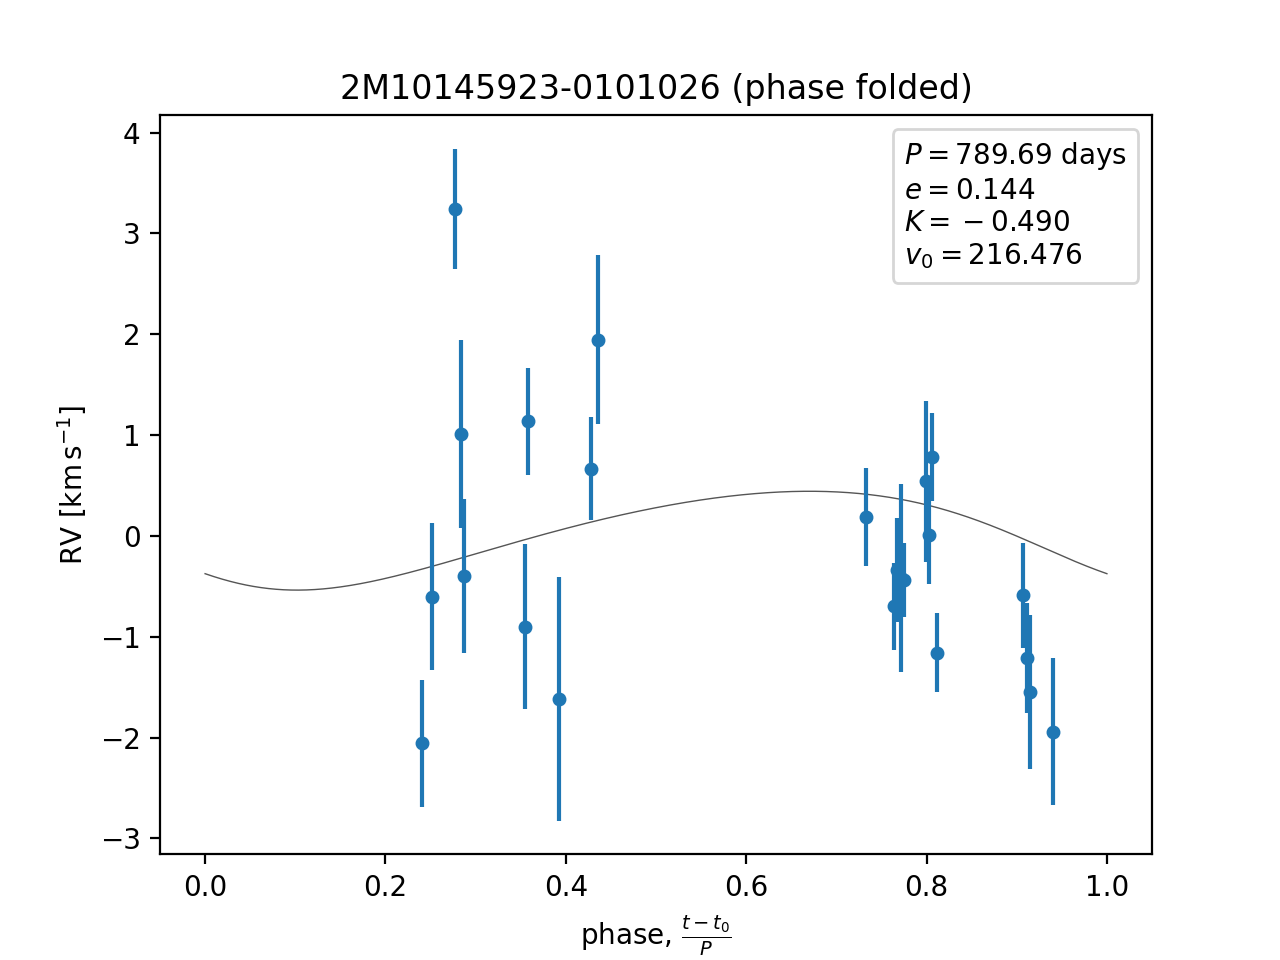 2M10145923-0101026 (phase folded)
P = 789.69 days
e = 0.144
K = −0.490
v₀ = 216.476
RV [km s⁻¹]
4
3
2
1
0
−1
−2
−3
0.0 0.2 0.4 0.6 0.8 1.0
phase, (t − t₀)/P